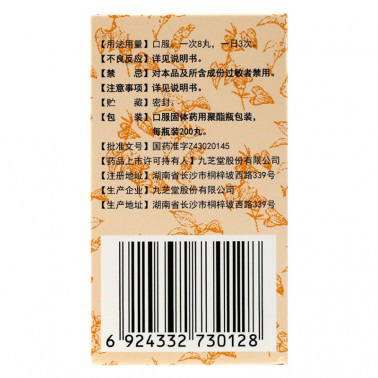 【用法用量】口服。一次8丸，一日3次。
【不良反应】详见说明书。
【禁　　忌】对本品及所含成份过敏者禁用。
【注意事项】详见说明书。
【贮　　藏】密封。
【包　　装】口服固体药用聚酯瓶包装，
每瓶装200丸。
【批准文号】国药准字Z43020145
【药品上市许可持有人】九芝堂股份有限公司
【注册地址】湖南省长沙市桐梓坡西路339号
【生产企业】九芝堂股份有限公司
【生产地址】湖南省长沙市桐梓坡西路339号
6 924332 730128